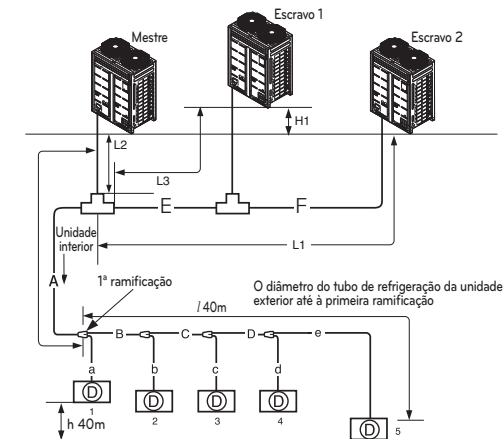 Mestre
Escravo 1
Escravo 2
H1
L2
L3
E
F
L1
Unidade
interior
A
1ª ramificação
l 40m
O diâmetro do tubo de refrigeração da unidade
exterior até à primeira ramificação
B
C
D
e
a
b
c
d
D
D
D
D
D
1
2
3
4
5
h 40m